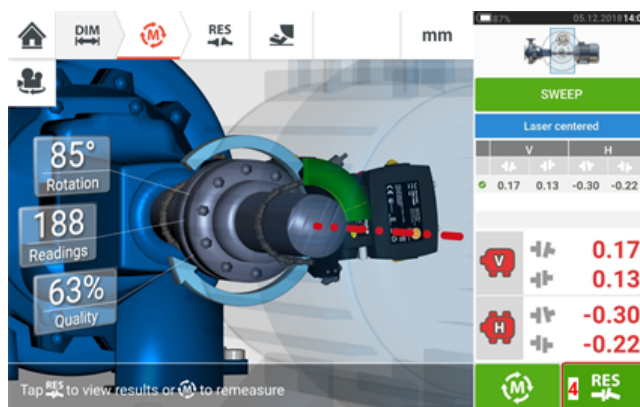 DIM
RES
mm
87%
05.12.2018
SWEEP
Laser centered
V H
0.17 0.13 -0.30 -0.22
85°
Rotation
188
Readings
63%
Quality
V
0.17
0.13
H
-0.30
-0.22
Tap RES to view results or M to remeasure
M
4 RES